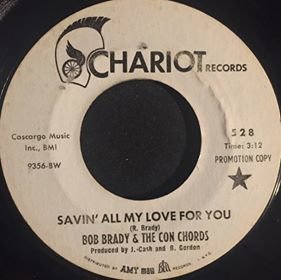 CHARIOT RECORDS
Cascargo Music
Inc., BMI
9356-BW
528
Time: 3:12
PROMOTION COPY
SAVIN' ALL MY LOVE FOR YOU
(R. Brady)
BOB BRADY & THE CON CHORDS
Produced by J. Cash and B. Gordon
DISTRIBUTED BY AMY mala